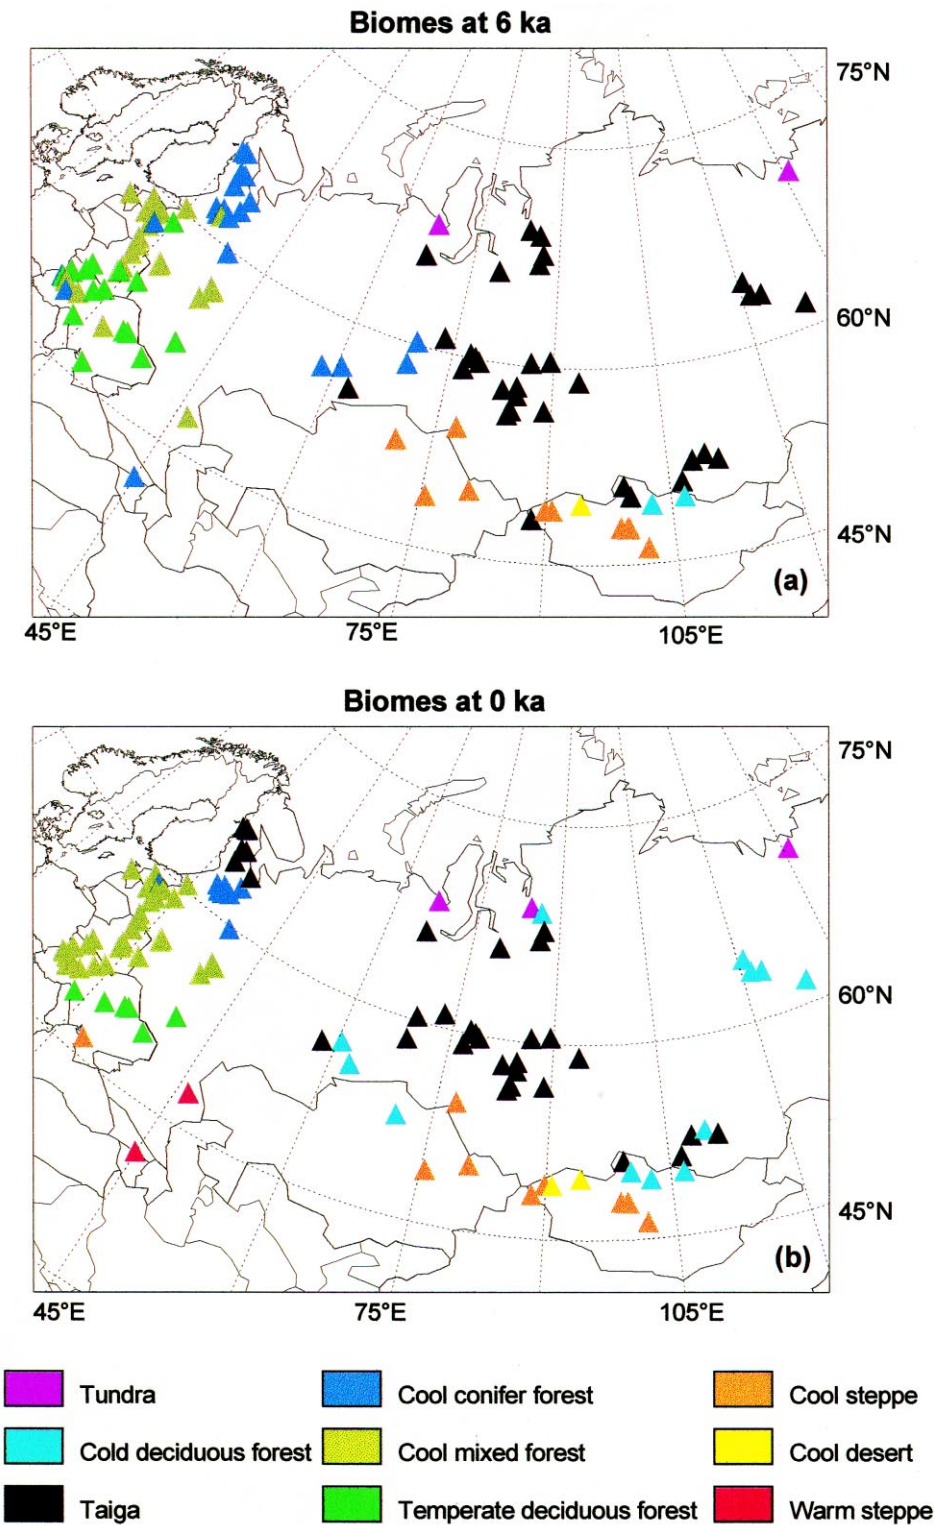 Biomes at 6 ka
75°N
60°N
45°N
(a)
45°E 75°E 105°E
Biomes at 0 ka
75°N
60°N
45°N
(b)
45°E 75°E 105°E
Tundra Cool conifer forest Cool steppe
Cold deciduous forest Cool mixed forest Cool desert
Taiga Temperate deciduous forest Warm steppe